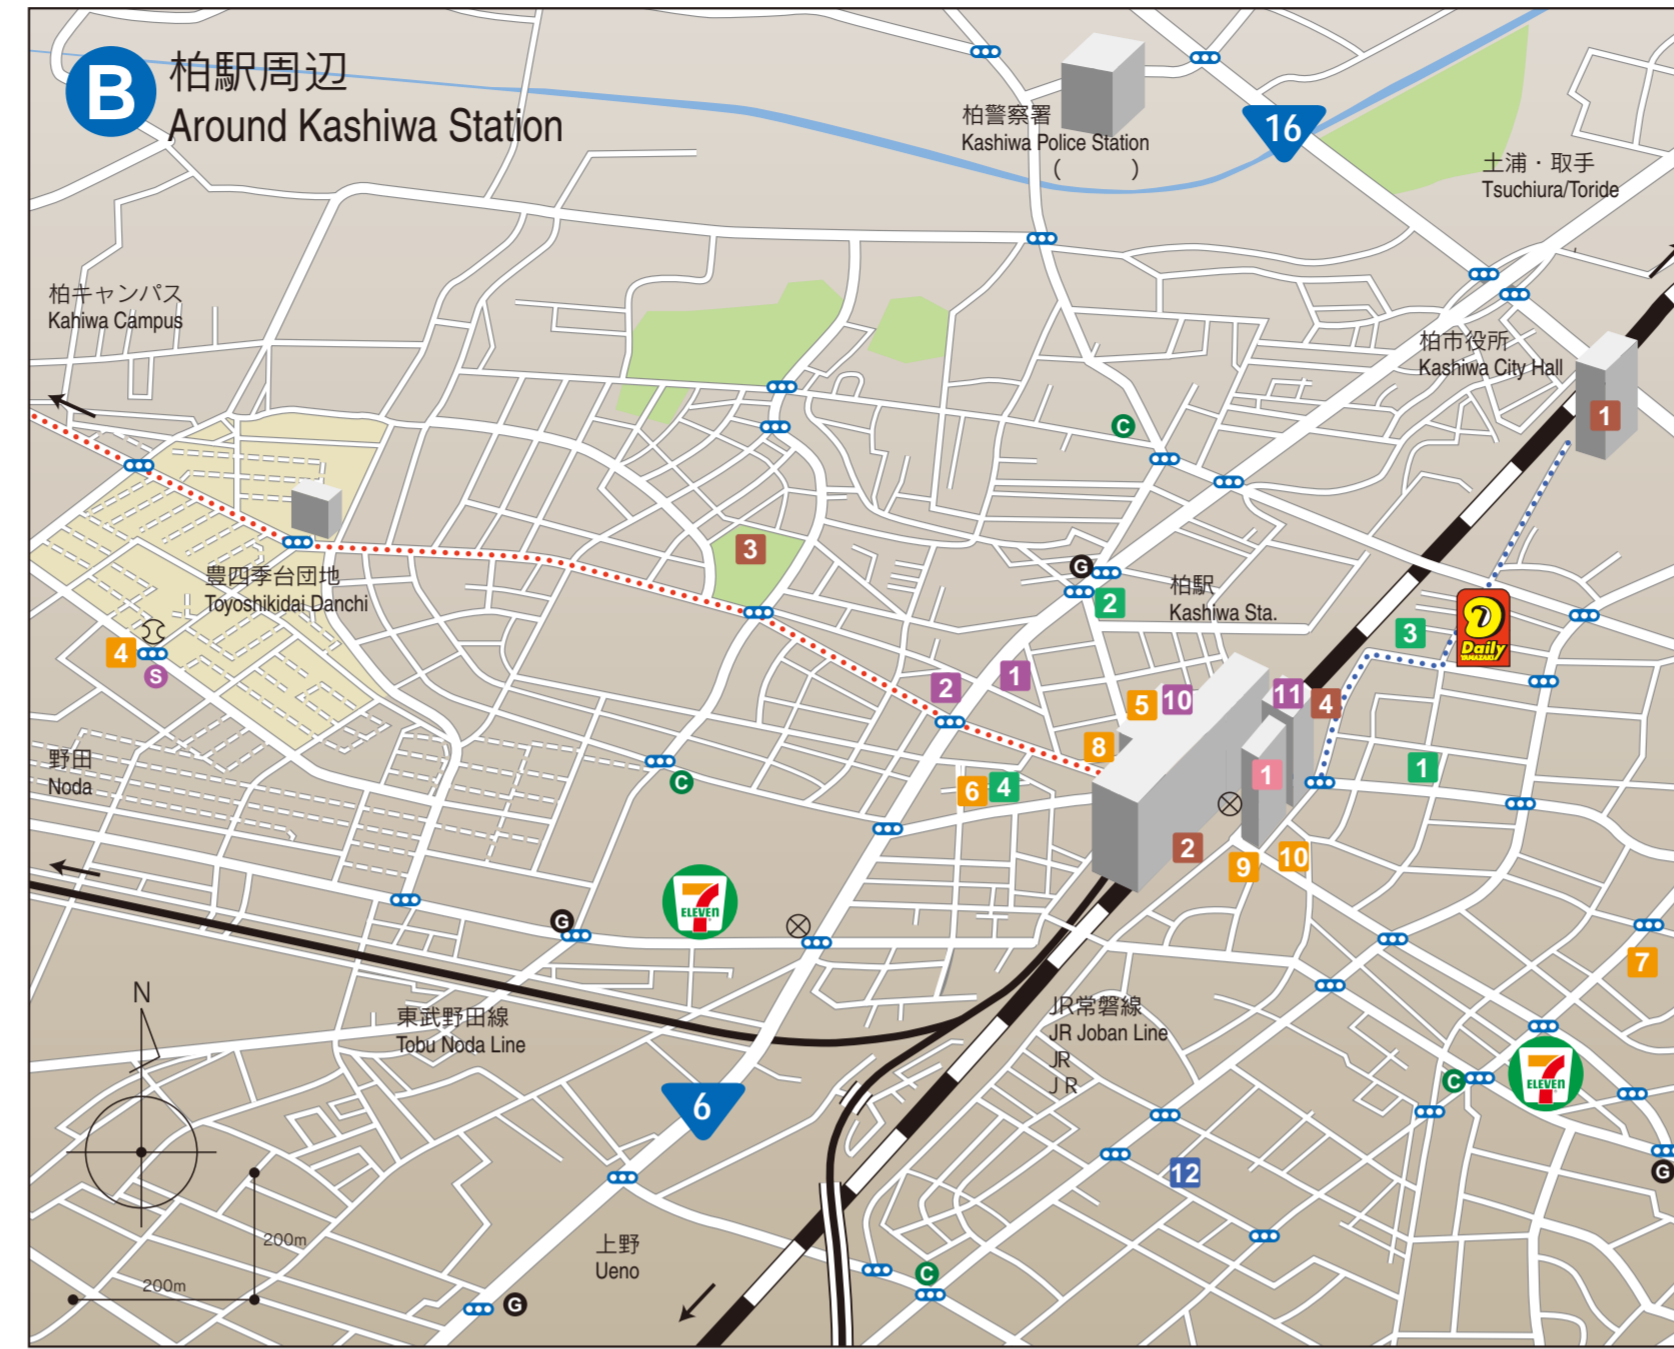 B
柏駅周辺
Around Kashiwa Station
柏警察署
Kashiwa Police Station
(          )
16
土浦・取手
Tsuchiura/Toride
柏キャンパス
Kahiwa Campus
柏市役所
Kashiwa City Hall
1
C
3
G
2
柏駅
Kashiwa Sta.
豊四季台団地
Toyoshikidai Danchi
3
Daily
YAMAZAKI
4
S
2
1
5
10
11
4
8
野田
Noda
C
6
4
1
1
2
9
10
7
ELEVEN
G
7
N
東武野田線
Tobu Noda Line
JR常磐線
JR Joban Line
JR
J R
C
7
ELEVEN
6
12
G
200m
上野
Ueno
200m
C
G